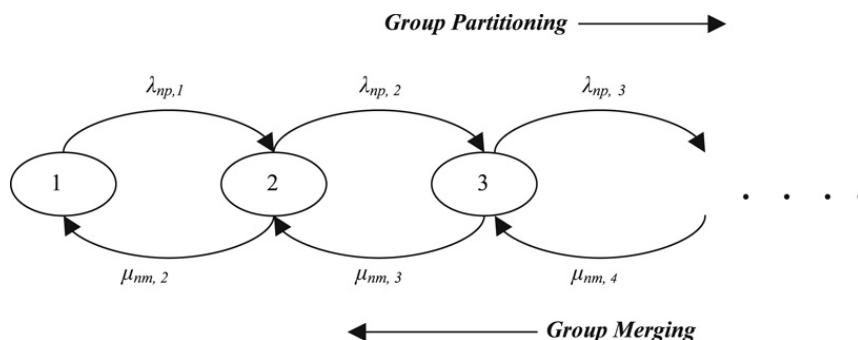 Group Partitioning
λnp,1 λnp, 2 λnp, 3
1 2 3 . . . .
μnm, 2 μnm, 3 μnm, 4
Group Merging